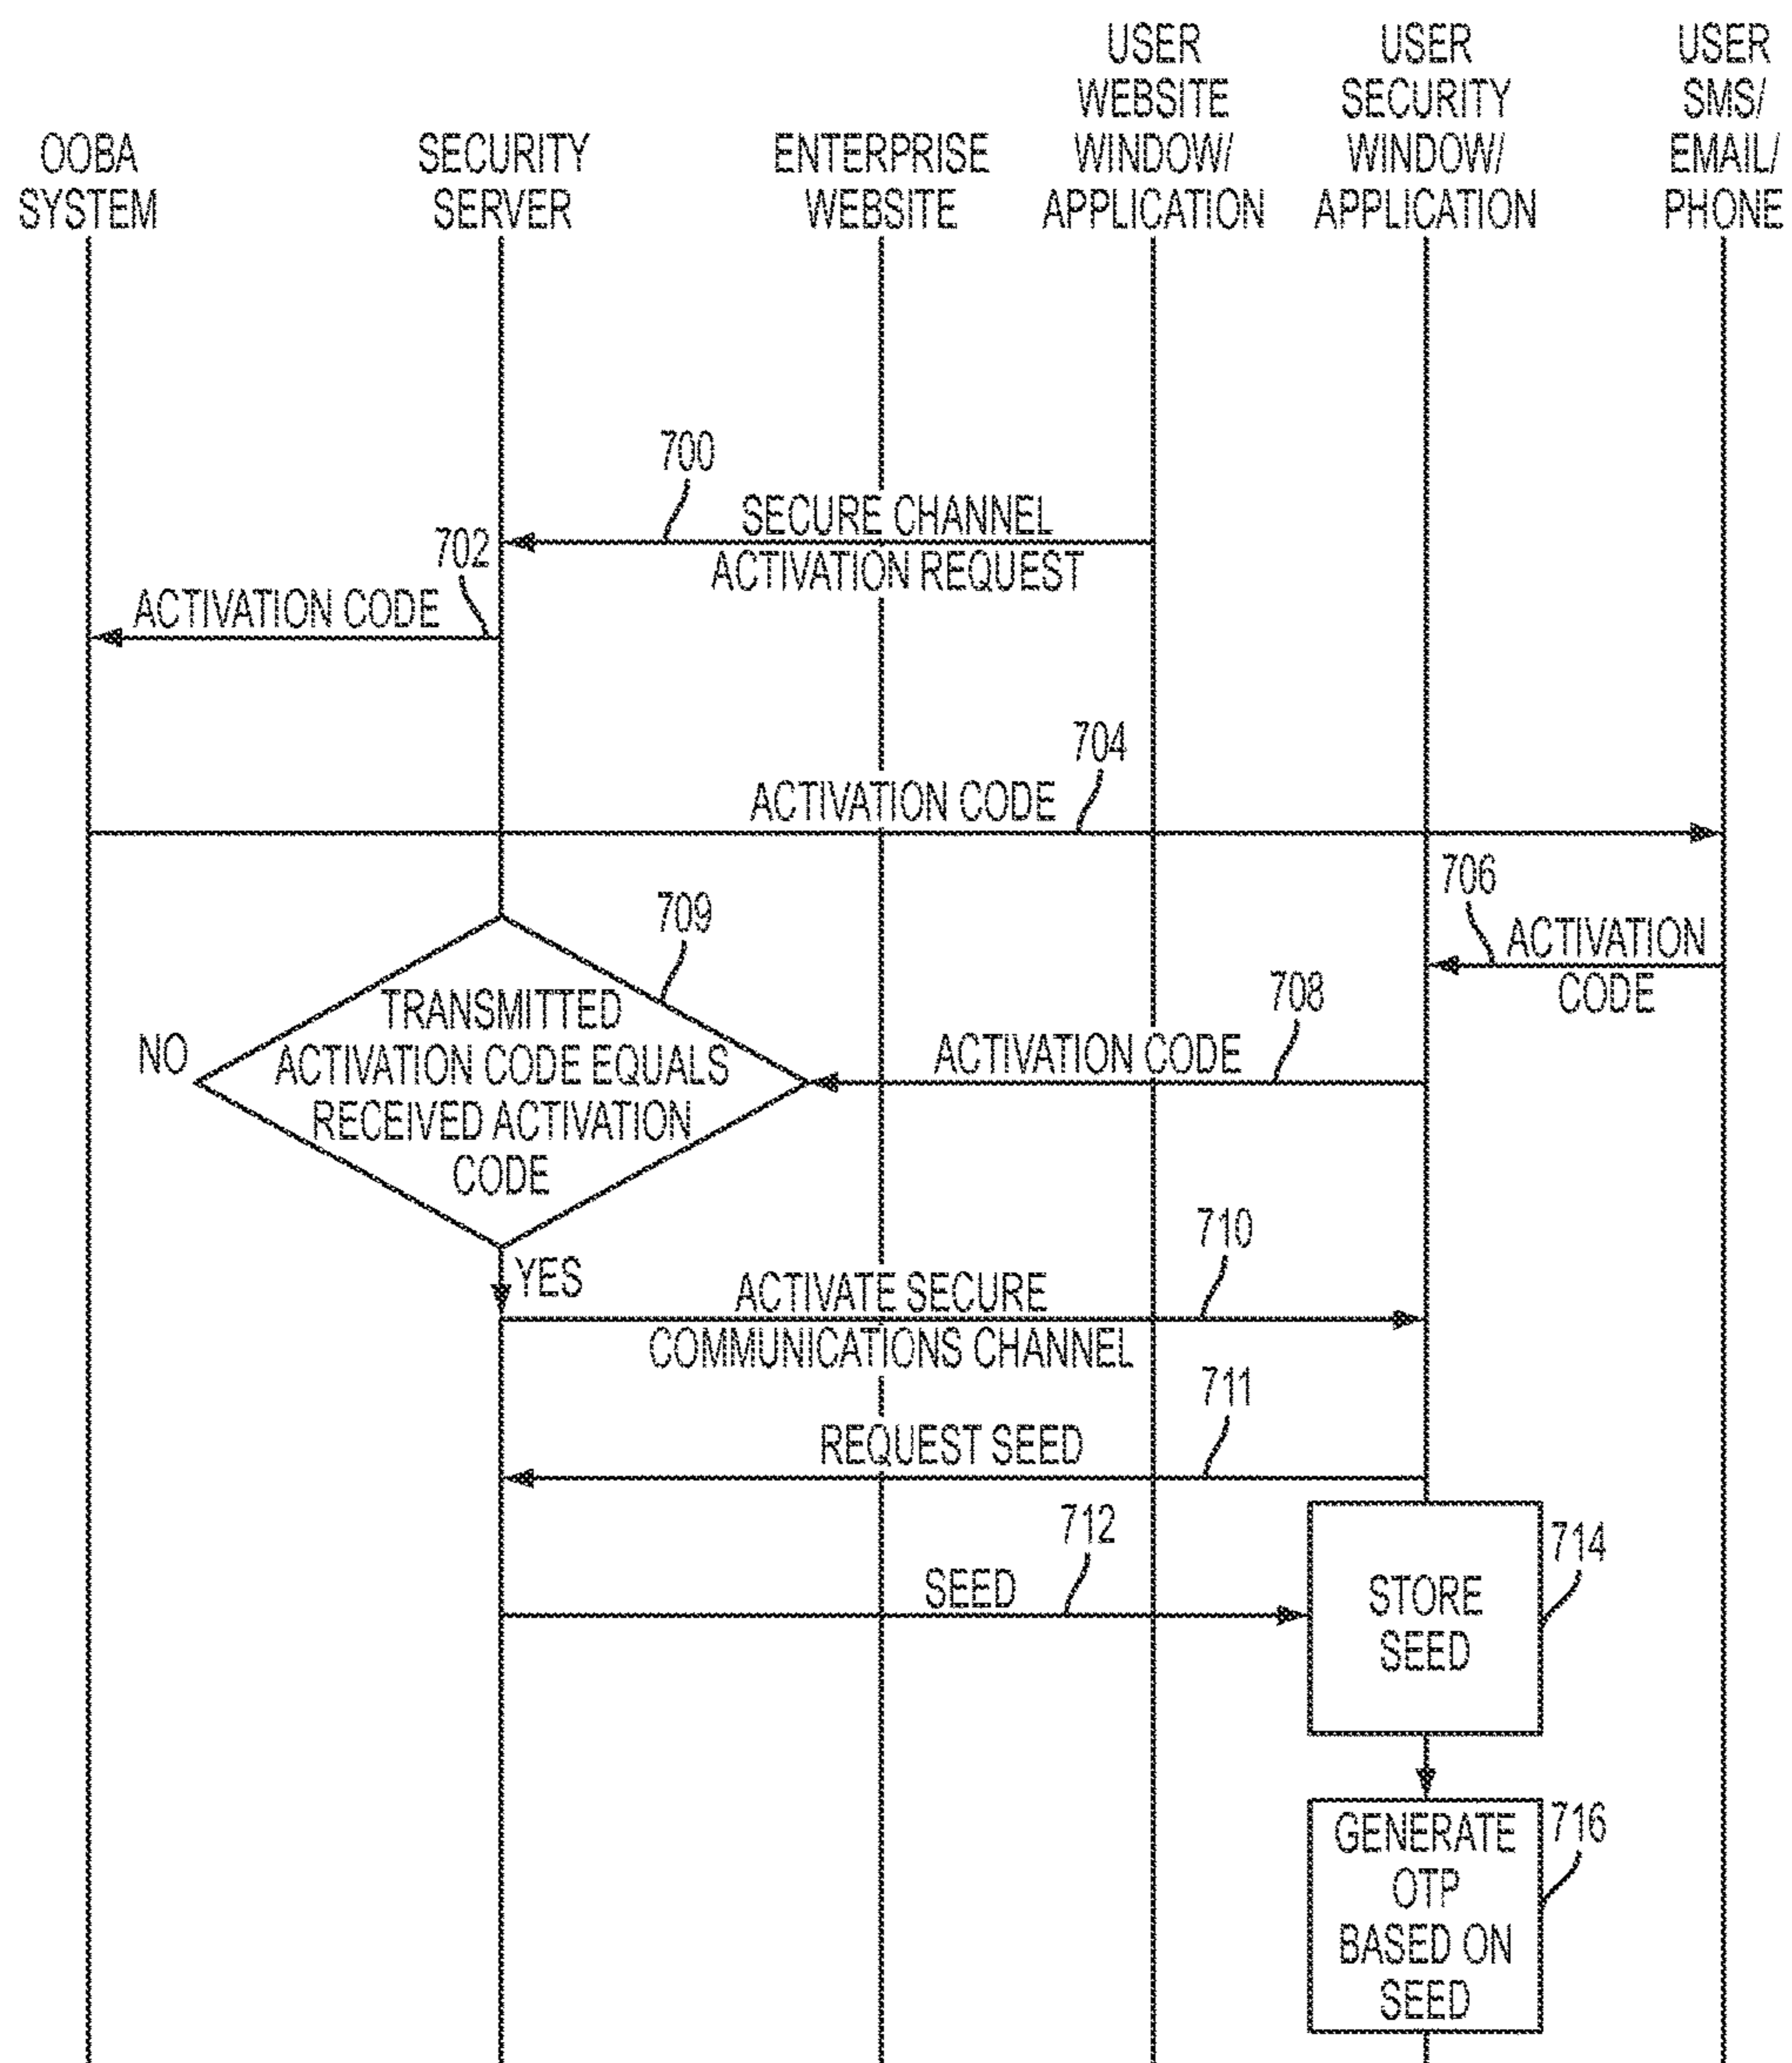 OOBA
SYSTEM
SECURITY
SERVER
ENTERPRISE
WEBSITE
USER
WEBSITE
WINDOW/
APPLICATION
USER
SECURITY
WINDOW/
APPLICATION
USER
SMS/
EMAIL/
PHONE
700
SECURE CHANNEL
ACTIVATION REQUEST
702
ACTIVATION CODE
704
ACTIVATION CODE
706
ACTIVATION
CODE
708
ACTIVATION CODE
709
TRANSMITTED
ACTIVATION CODE EQUALS
RECEIVED ACTIVATION
CODE
NO
YES
710
ACTIVATE SECURE
COMMUNICATIONS CHANNEL
711
REQUEST SEED
712
SEED
714
STORE
SEED
716
GENERATE
OTP
BASED ON
SEED